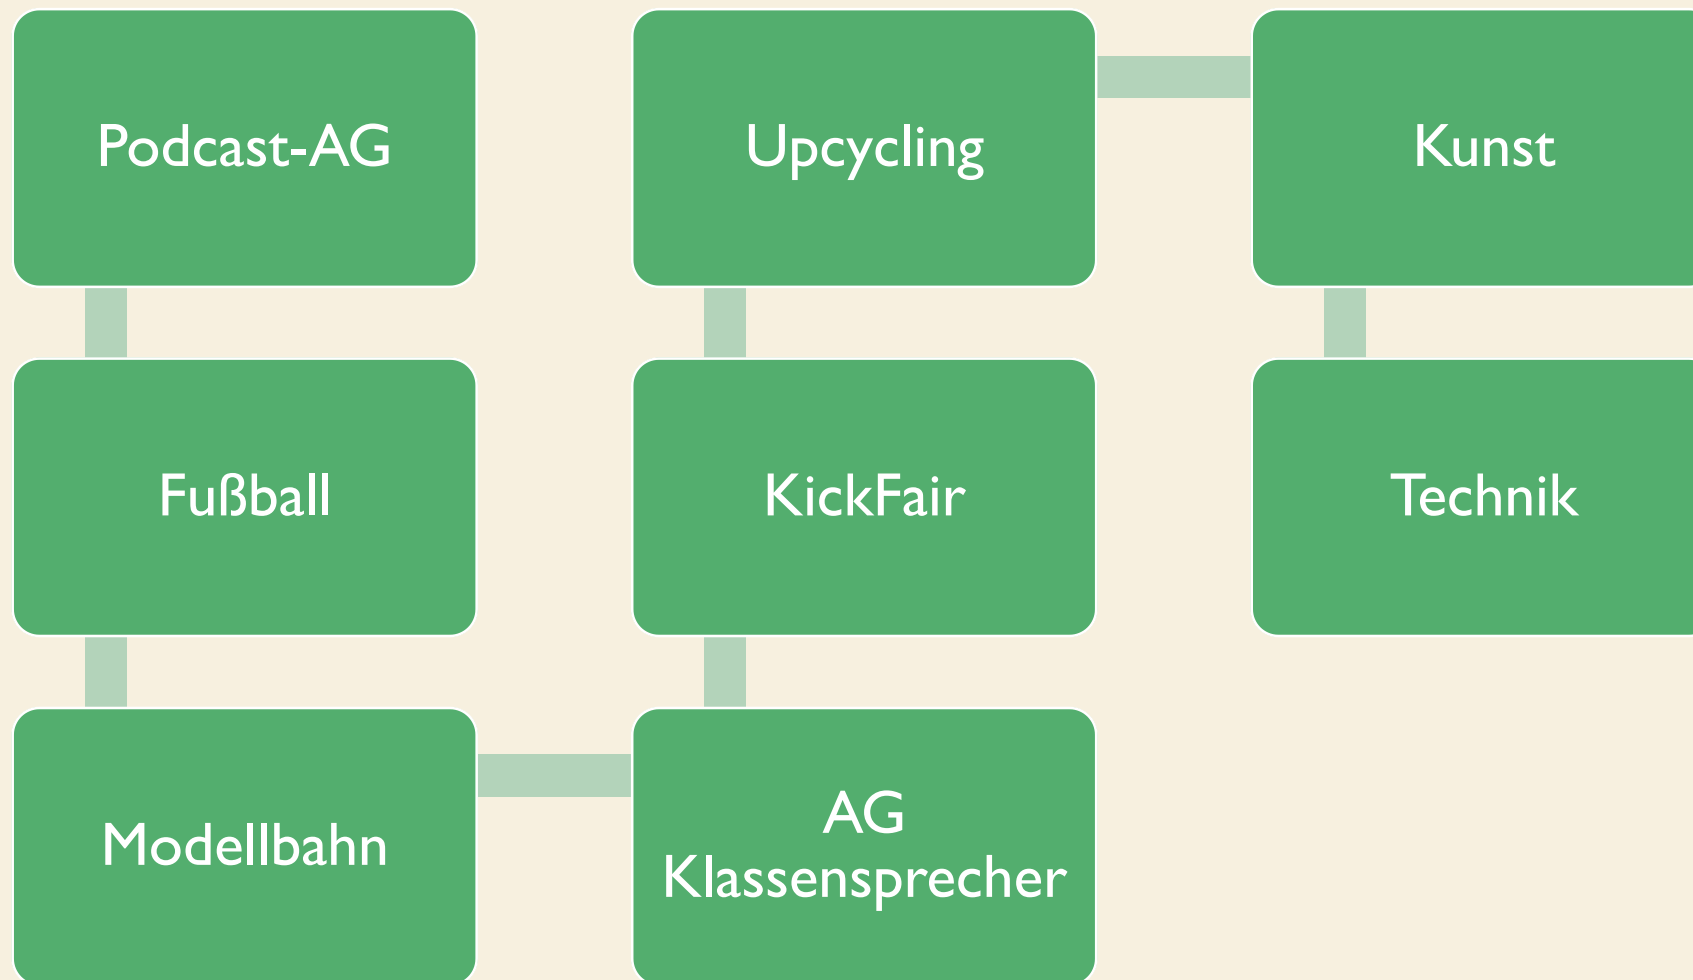 Podcast-AG
Fußball
Modellbahn
AG
Klassensprecher
KickFair
Upcycling
Kunst
Technik